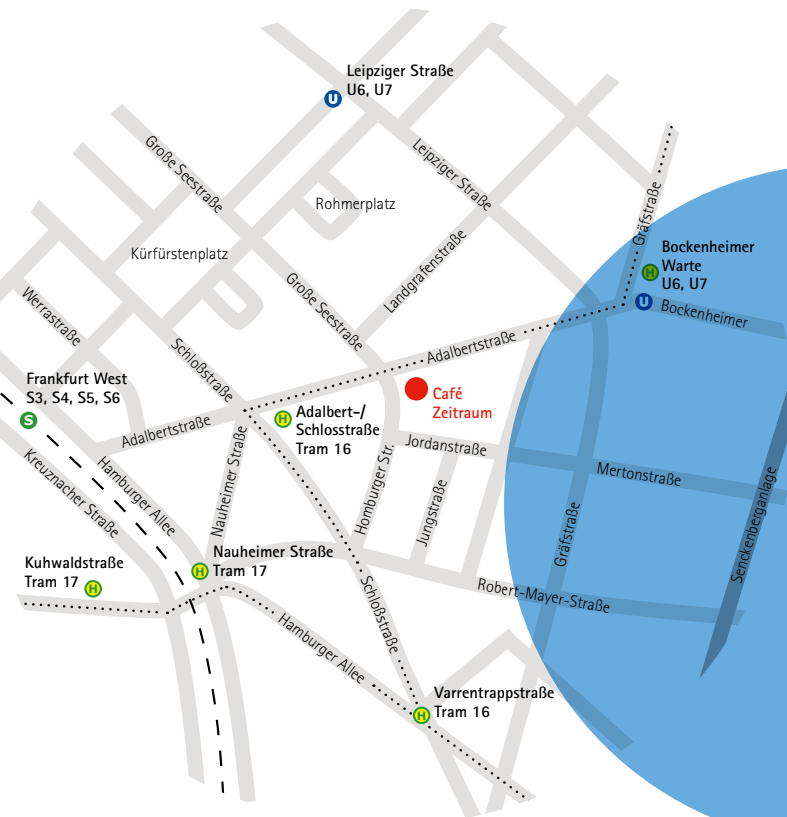 Leipziger Straße
U6, U7
U
Große Seestraße
Leipziger Straße
Rohmerplatz
Gräfstraße
Kürfürstenplatz
Landgrafenstraße
Bockenheimer
Warte
U6, U7
H
U
Bockenheimer
Werrastraße
Große Seestraße
Schloßstraße
Adalbertstraße
Frankfurt West
S3, S4, S5, S6
S
Café
Zeitraum
H
Adalbert-/
Schlosstraße
Tram 16
Adalbertstraße
Jordanstraße
Mertonstraße
Kreuznacher Straße
Hamburger Allee
Nauheimer Straße
Homburger Str.
Jungstraße
Gräfstraße
Senckenberganlage
Kuhwaldstraße
Tram 17
H
Nauheimer Straße
Tram 17
H
Robert-Mayer-Straße
Schloßstraße
Hamburger Allee
Varrentrappstraße
Tram 16
H